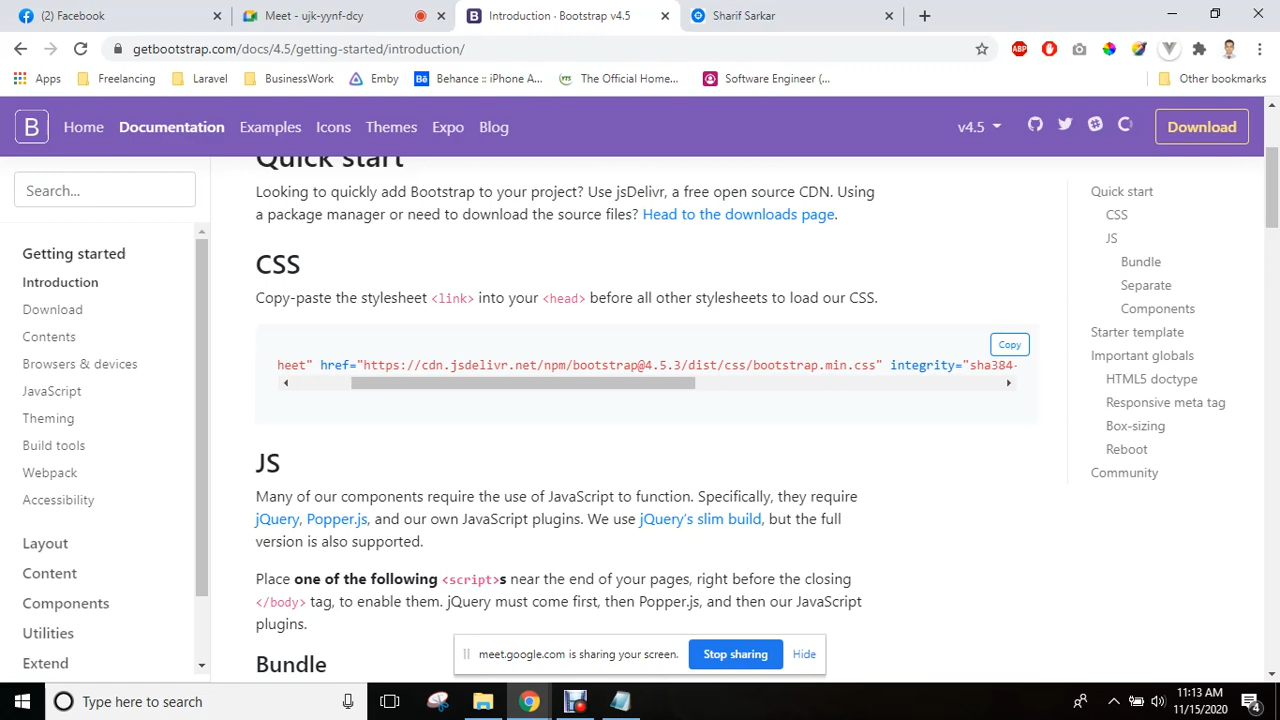 (2) Facebook
Meet - ujk-yynf-dcy
Introduction · Bootstrap v4.5
Sharif Sarkar
getbootstrap.com/docs/4.5/getting-started/introduction/
ABP
Apps
Freelancing
Laravel
BusinessWork
Emby
Behance :: iPhone A...
The Official Home...
Software Engineer (...
Other bookmarks
B
Home
Documentation
Examples
Icons
Themes
Expo
Blog
v4.5
Download
Search...
Getting started
Introduction
Download
Contents
Browsers & devices
JavaScript
Theming
Build tools
Webpack
Accessibility
Layout
Content
Components
Utilities
Extend
Quick start
Looking to quickly add Bootstrap to your project? Use jsDelivr, a free open source CDN. Using
a package manager or need to download the source files? Head to the downloads page.
CSS
Copy-paste the stylesheet <link> into your <head> before all other stylesheets to load our CSS.
Copy
heet" href="https://cdn.jsdelivr.net/npm/bootstrap@4.5.3/dist/css/bootstrap.min.css" integrity="sha384-
JS
Many of our components require the use of JavaScript to function. Specifically, they require
jQuery, Popper.js, and our own JavaScript plugins. We use jQuery's slim build, but the full
version is also supported.
Place one of the following <script>s near the end of your pages, right before the closing
</body> tag, to enable them. jQuery must come first, then Popper.js, and then our JavaScript
plugins.
Bundle
Quick start
CSS
JS
Bundle
Separate
Components
Starter template
Important globals
HTML5 doctype
Responsive meta tag
Box-sizing
Reboot
Community
meet.google.com is sharing your screen.
Stop sharing
Hide
Type here to search
11:13 AM
11/15/2020
4